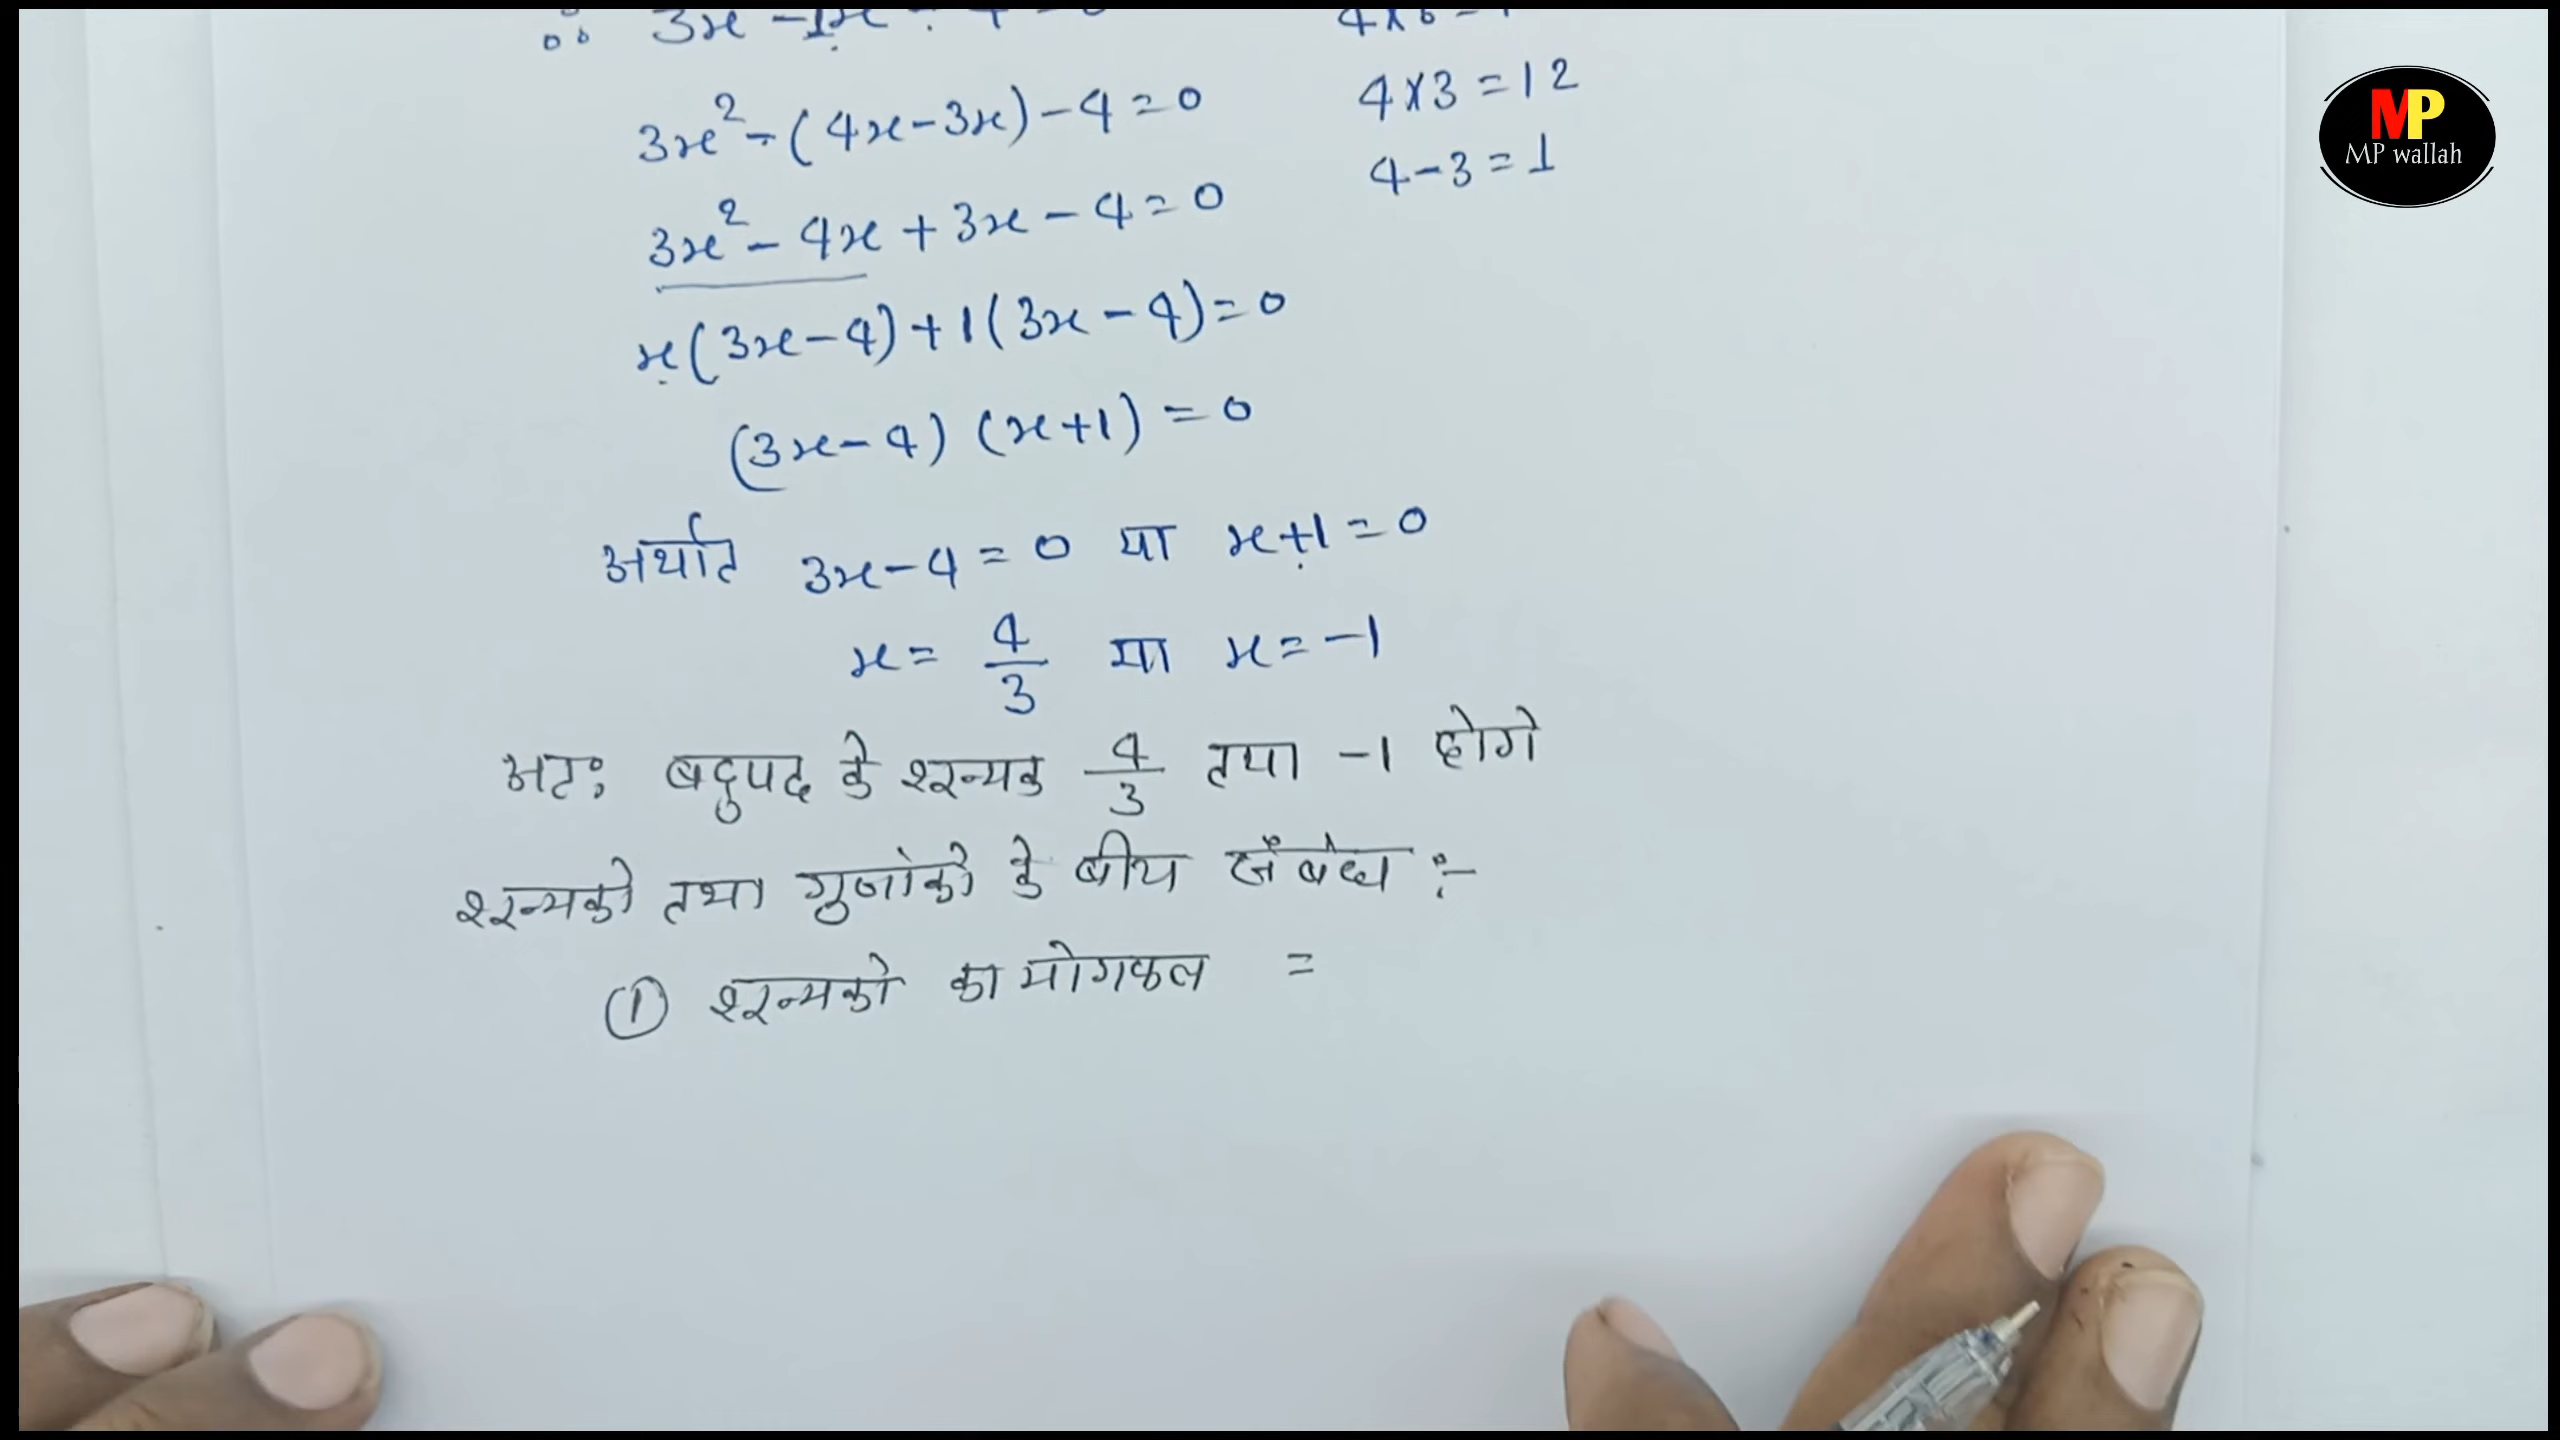 3x² - (4x - 3x) - 4 = 0
4 × 3 = 12
4 - 3 = 1
3x² - 4x + 3x - 4 = 0
x(3x - 4) + 1(3x - 4) = 0
(3x - 4) (x + 1) = 0
अर्थात 3x - 4 = 0 या x + 1 = 0
x = 4/3 या x = -1
अतः बहुपद के शून्यक 4/3 तथा -1 होगे
शून्यको तथा गुणांको के बीच संबंध :-
① शून्यको का योगफल =
MP
MP wallah